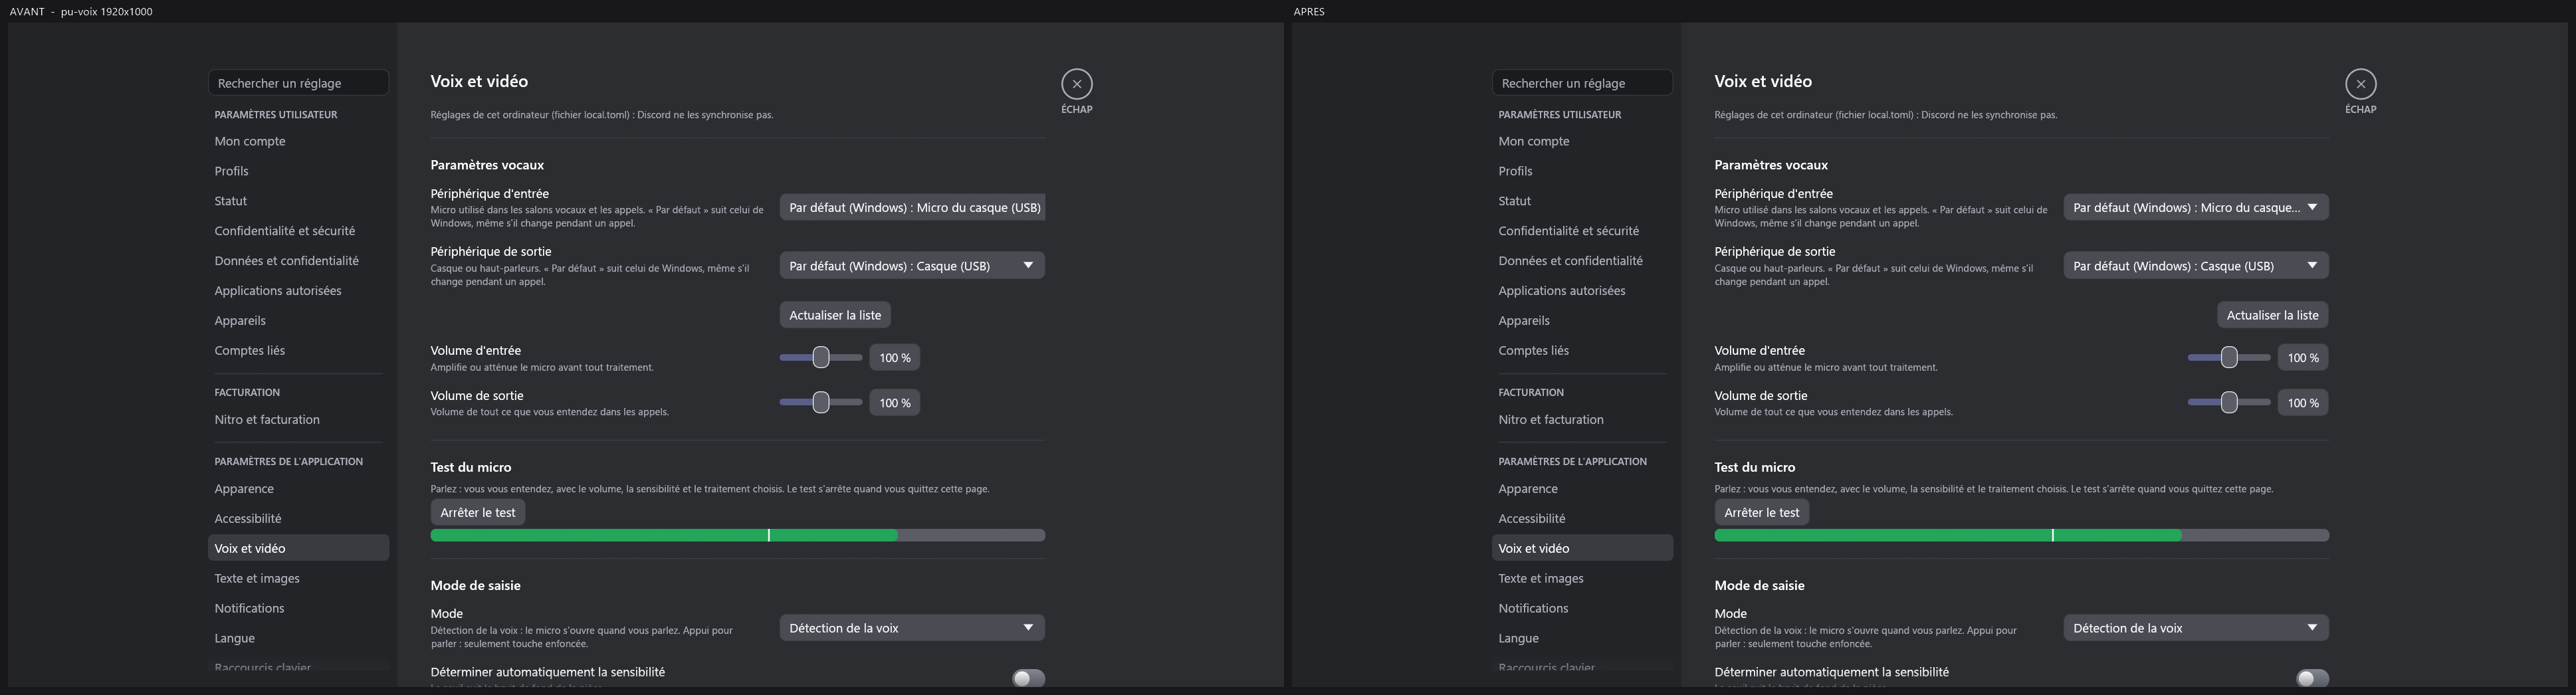 AVANT - pu-voix 1920x1000
Rechercher un réglage
PARAMÈTRES UTILISATEUR
Mon compte
Profils
Statut
Confidentialité et sécurité
Données et confidentialité
Applications autorisées
Appareils
Comptes liés
FACTURATION
Nitro et facturation
PARAMÈTRES DE L'APPLICATION
Apparence
Accessibilité
Voix et vidéo
Texte et images
Notifications
Langue
Raccourcis clavier
Voix et vidéo
ÉCHAP
Réglages de cet ordinateur (fichier local.toml) : Discord ne les synchronise pas.
Paramètres vocaux
Périphérique d'entrée
Micro utilisé dans les salons vocaux et les appels. « Par défaut » suit celui de
Windows, même s'il change pendant un appel.
Par défaut (Windows) : Micro du casque (USB)
Périphérique de sortie
Casque ou haut-parleurs. « Par défaut » suit celui de Windows, même s'il
change pendant un appel.
Par défaut (Windows) : Casque (USB)
Actualiser la liste
Volume d'entrée
Amplifie ou atténue le micro avant tout traitement.
100 %
Volume de sortie
Volume de tout ce que vous entendez dans les appels.
100 %
Test du micro
Parlez : vous vous entendez, avec le volume, la sensibilité et le traitement choisis. Le test s'arrête quand vous quittez cette page.
Arrêter le test
Mode de saisie
Mode
Détection de la voix : le micro s'ouvre quand vous parlez. Appui pour
parler : seulement touche enfoncée.
Détection de la voix
Déterminer automatiquement la sensibilité
APRES
Rechercher un réglage
PARAMÈTRES UTILISATEUR
Mon compte
Profils
Statut
Confidentialité et sécurité
Données et confidentialité
Applications autorisées
Appareils
Comptes liés
FACTURATION
Nitro et facturation
PARAMÈTRES DE L'APPLICATION
Apparence
Accessibilité
Voix et vidéo
Texte et images
Notifications
Langue
Raccourcis clavier
Voix et vidéo
ÉCHAP
Réglages de cet ordinateur (fichier local.toml) : Discord ne les synchronise pas.
Paramètres vocaux
Périphérique d'entrée
Micro utilisé dans les salons vocaux et les appels. « Par défaut » suit celui de
Windows, même s'il change pendant un appel.
Par défaut (Windows) : Micro du casque...
Périphérique de sortie
Casque ou haut-parleurs. « Par défaut » suit celui de Windows, même s'il
change pendant un appel.
Par défaut (Windows) : Casque (USB)
Actualiser la liste
Volume d'entrée
Amplifie ou atténue le micro avant tout traitement.
100 %
Volume de sortie
Volume de tout ce que vous entendez dans les appels.
100 %
Test du micro
Parlez : vous vous entendez, avec le volume, la sensibilité et le traitement choisis. Le test s'arrête quand vous quittez cette page.
Arrêter le test
Mode de saisie
Mode
Détection de la voix : le micro s'ouvre quand vous parlez. Appui pour
parler : seulement touche enfoncée.
Détection de la voix
Déterminer automatiquement la sensibilité